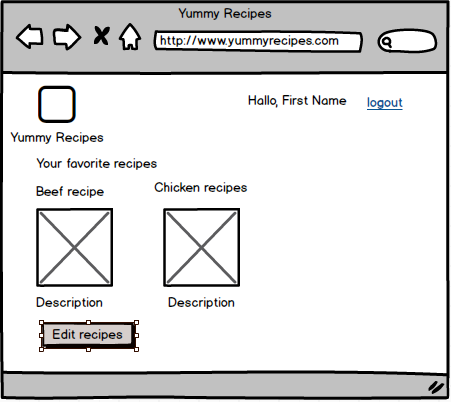 Yummy Recipes
http://www.yummyrecipes.com
Hallo, First Name logout
Yummy Recipes
Your favorite recipes
Beef recipe
Chicken recipes
Description
Description
Edit recipes